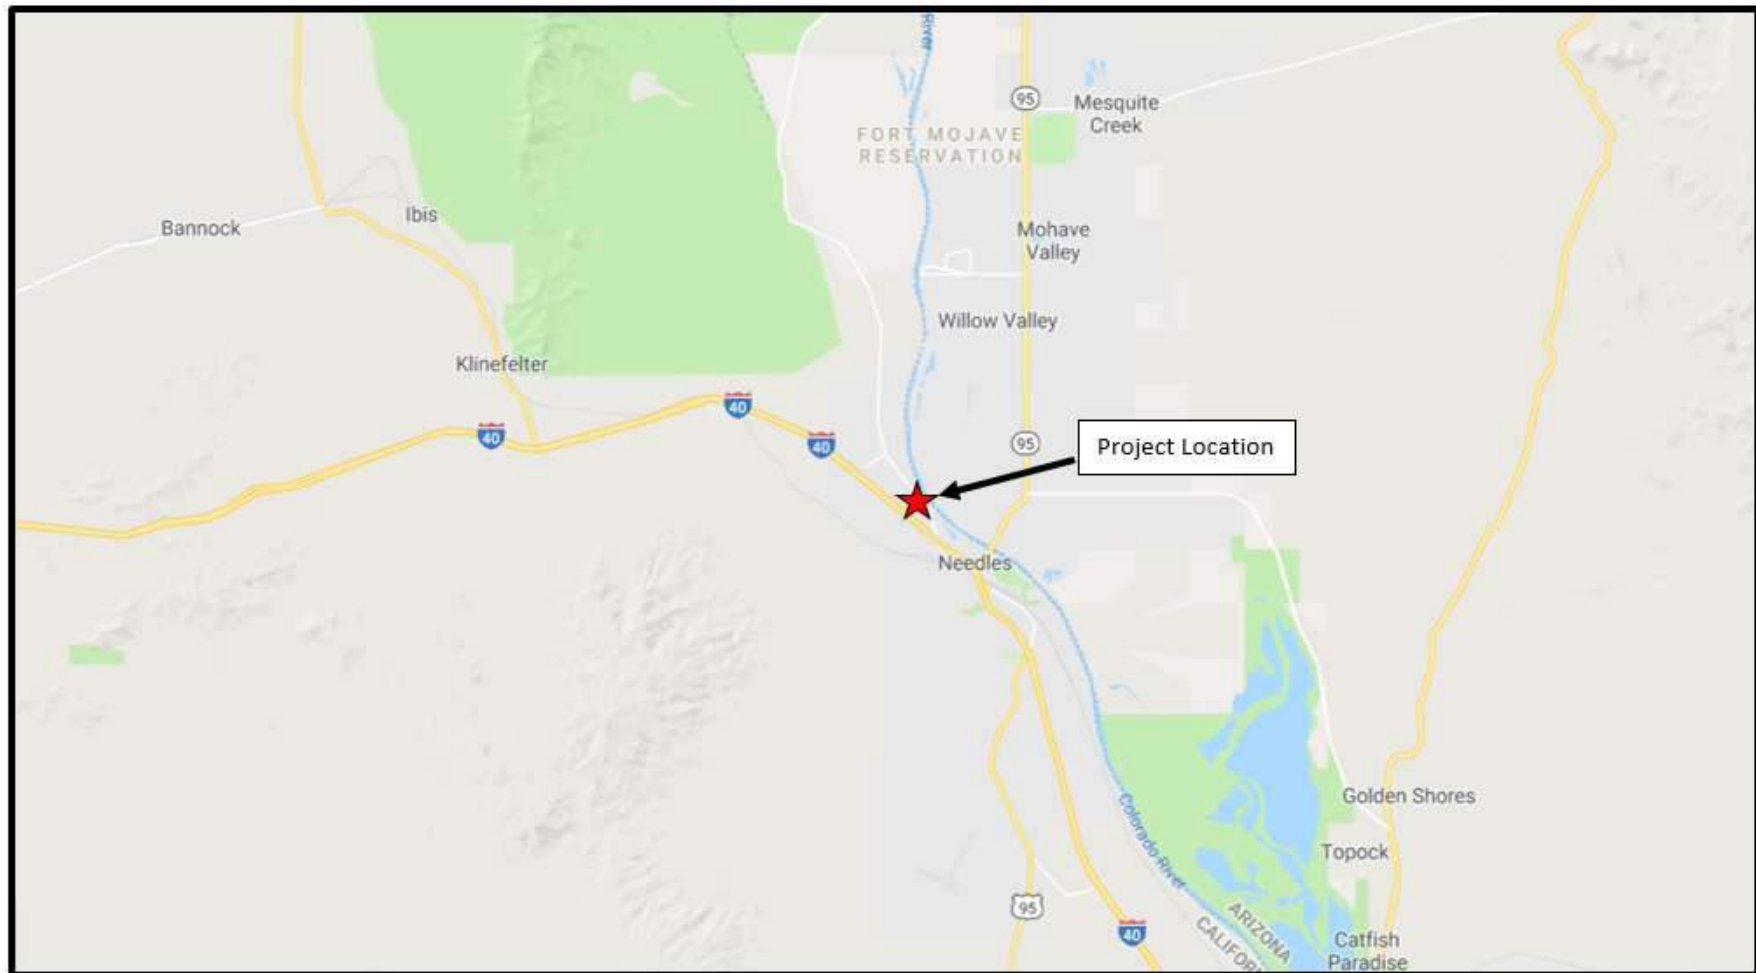 River
95
Mesquite
Creek
FORT MOJAVE
RESERVATION
Ibis
Bannock
Mohave
Valley
Willow Valley
Klinefelter
40
40
40
95
Project Location
Needles
Golden Shores
Colorado River
Topock
95
40
ARIZONA
CALIFOR
Catfish
Paradise